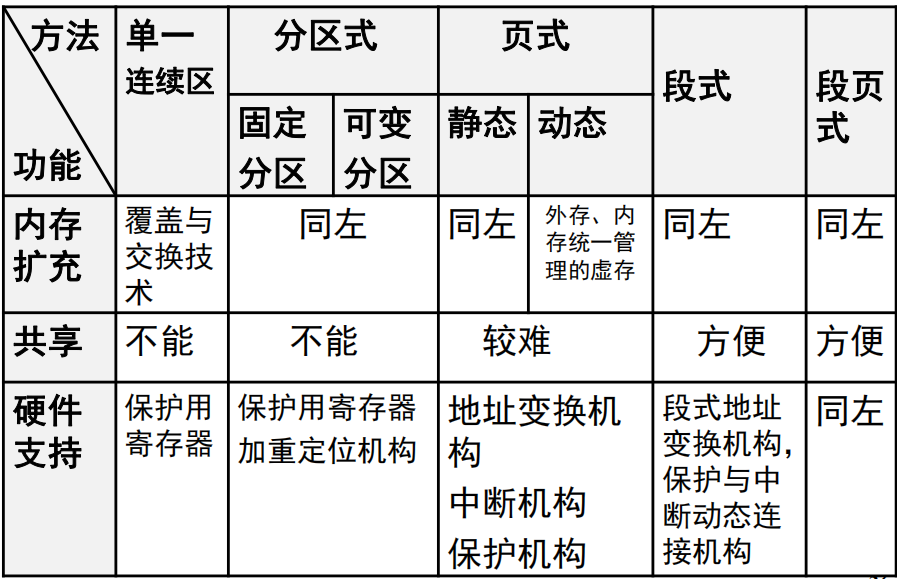 方法
功能
单一
连续区
分区式
页式
段式
段页
式
固定
分区
可变
分区
静态
动态
内存
扩充
覆盖与
交换技
术
同左
同左
外存、内
存统一管
理的虚存
同左
同左
共享
不能
不能
较难
方便
方便
硬件
支持
保护用
寄存器
保护用寄存器
加重定位机构
地址变换机
构
中断机构
保护机构
段式地址
变换机构，
保护与中
断动态连
接机构
同左